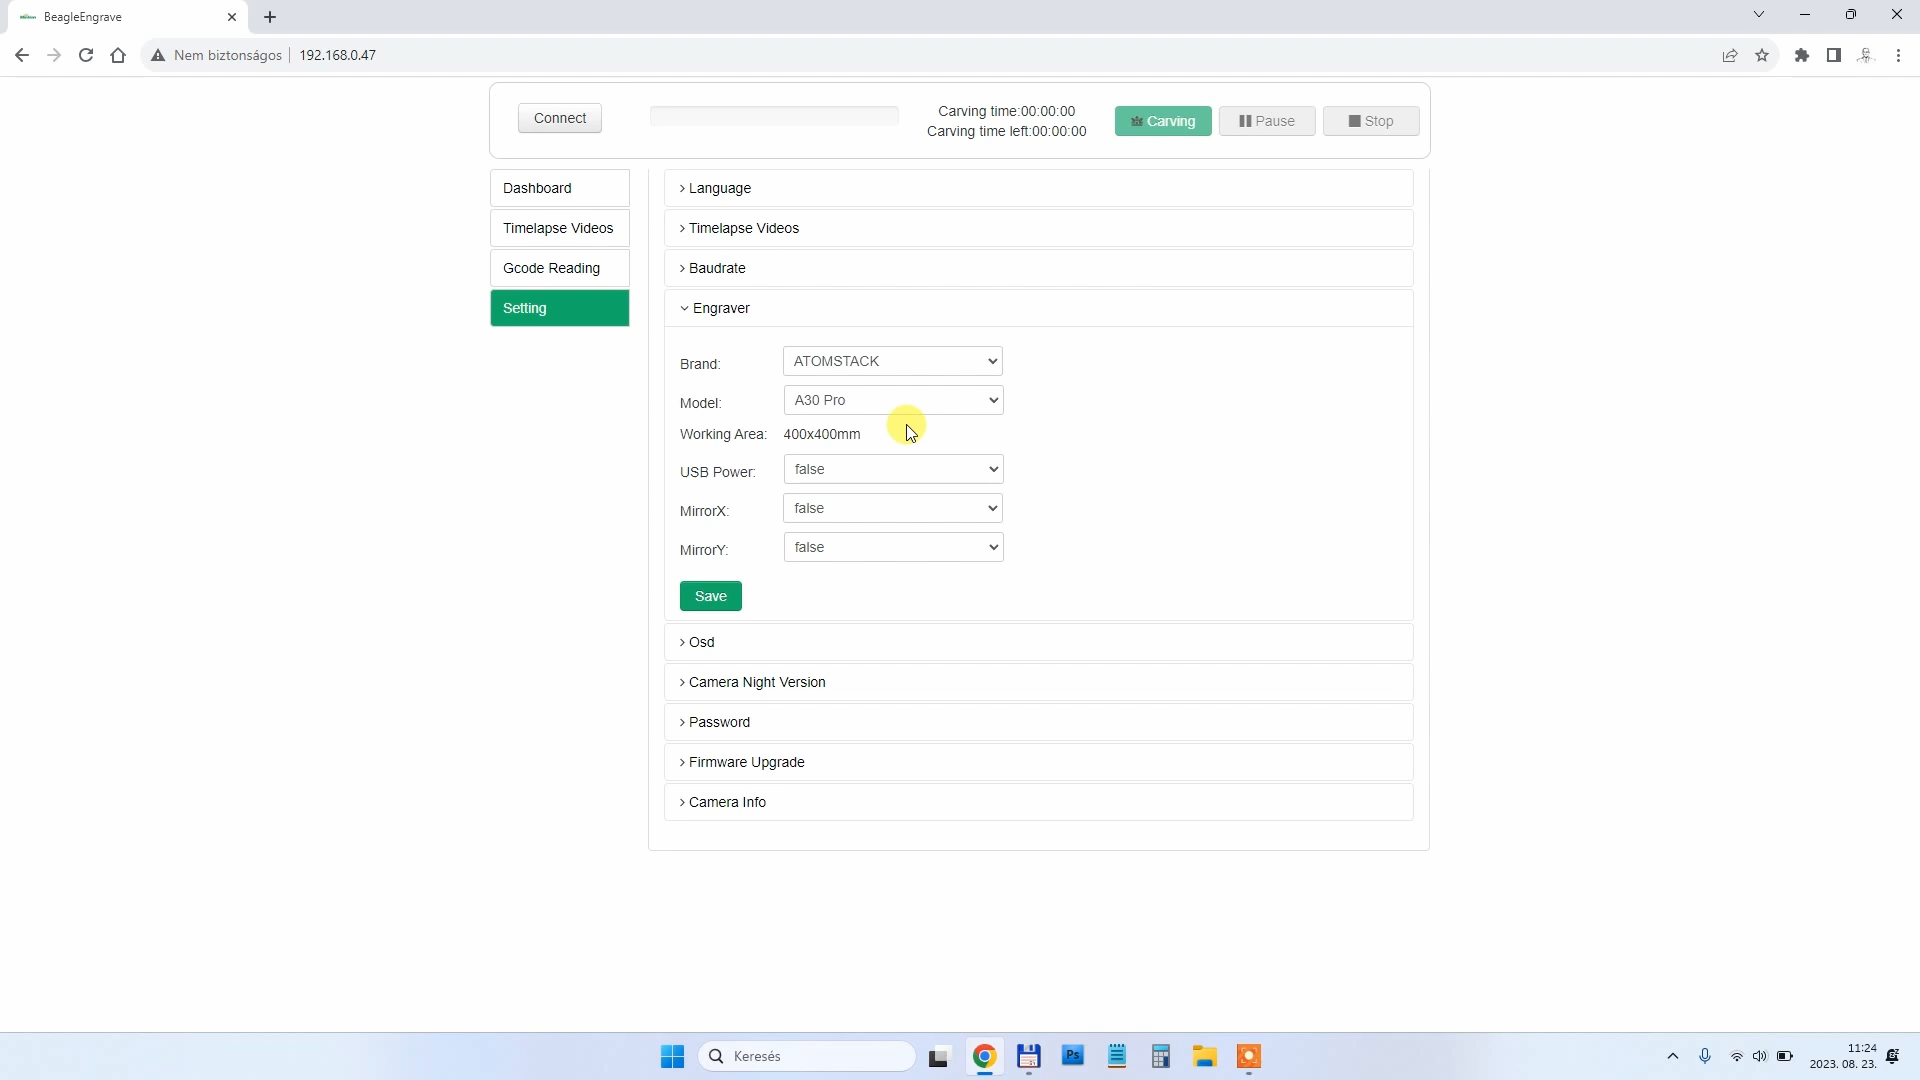 BeagleEngrave
Nem biztonságos
192.168.0.47
Connect
Carving time:00:00:00
Carving time left:00:00:00
Carving
Pause
Stop
Dashboard
Timelapse Videos
Gcode Reading
Setting
Language
Timelapse Videos
Baudrate
Engraver
Brand: ATOMSTACK
Model: A30 Pro
Working Area: 400x400mm
USB Power: false
MirrorX: false
MirrorY: false
Save
Osd
Camera Night Version
Password
Firmware Upgrade
Camera Info
Keresés
Ps
11:24
2023. 08. 23.